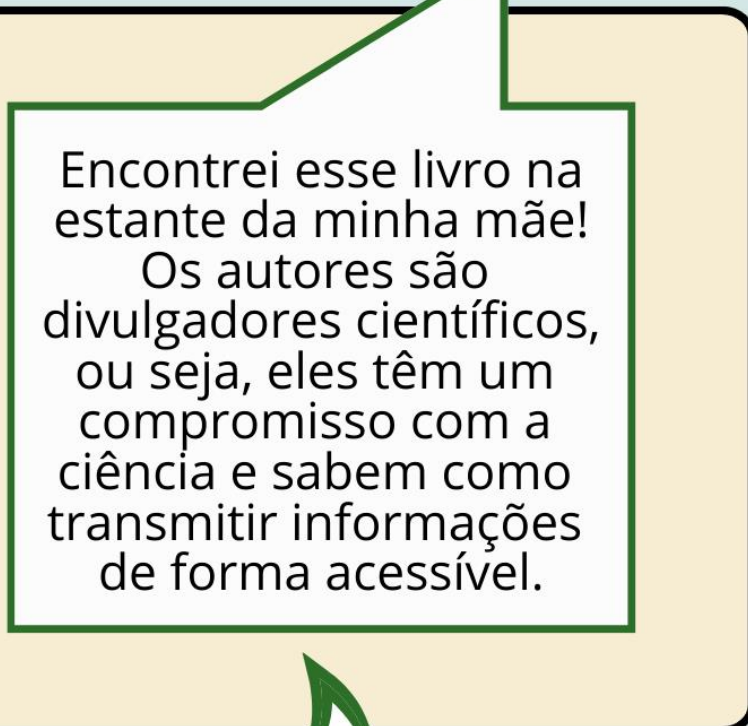 Encontrei esse livro na
estante da minha mãe!
Os autores são
divulgadores científicos,
ou seja, eles têm um
compromisso com a
ciência e sabem como
transmitir informações
de forma acessível.